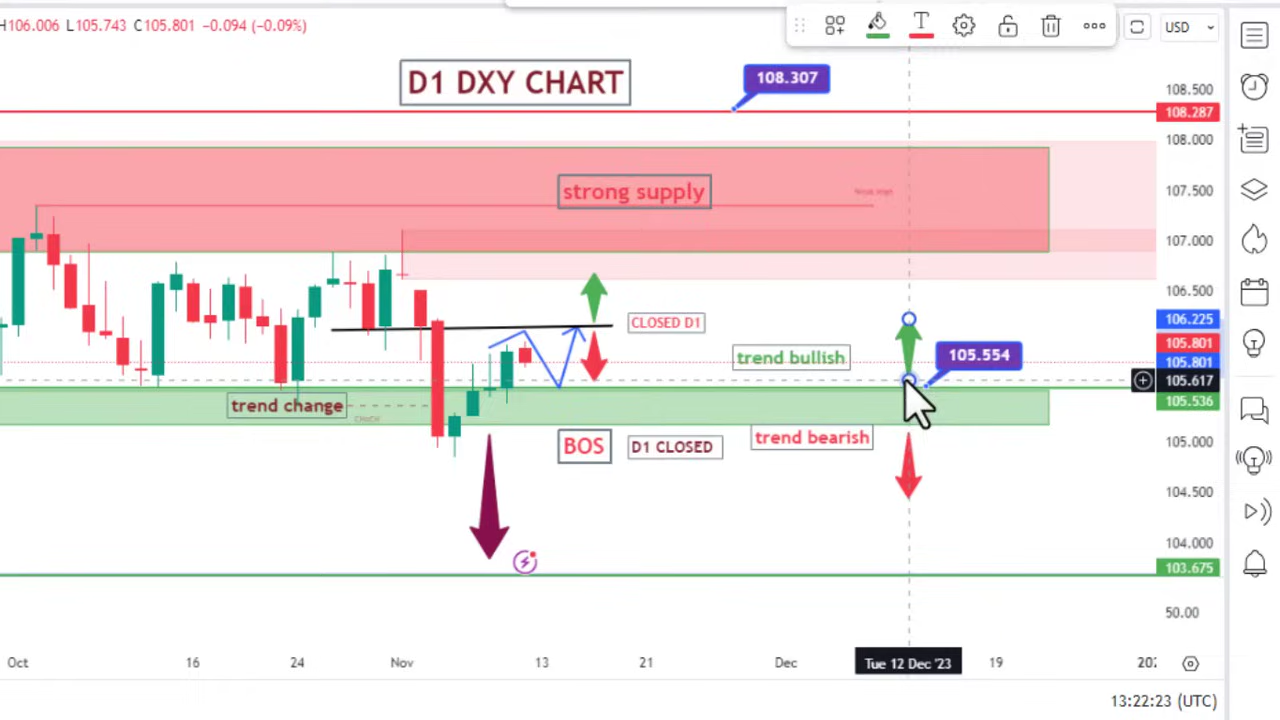 H106.006 L105.743 C105.801 −0.094 (−0.09%)
T
USD
D1 DXY CHART
108.307
108.500
108.287
108.000
strong supply
Weak High
107.500
107.000
106.500
CLOSED D1
106.225
trend bullish
105.554
105.801
105.801
105.617
trend change
CHoCH
105.536
BOS
D1 CLOSED
trend bearish
105.000
104.500
104.000
103.675
50.00
Oct
16
24
Nov
13
21
Dec
Tue 12 Dec '23
19
202
13:22:23 (UTC)